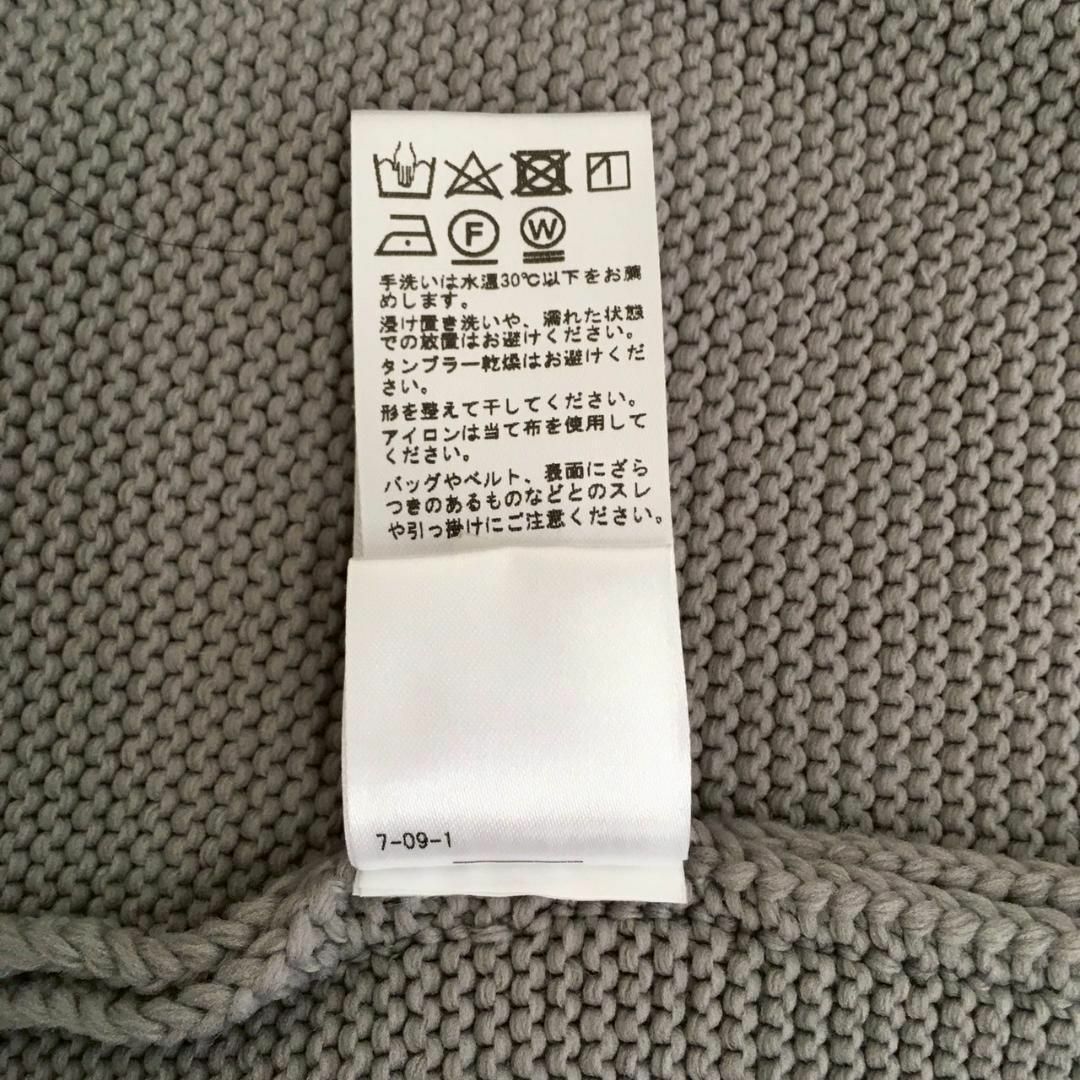 F W
手洗いは水温30℃以下をお薦
めします。
浸け置き洗いや、濡れた状態
での放置はお避けください。
タンブラー乾燥はお避けくだ
さい。
形を整えて干してください。
アイロンは当て布を使用して
ください。
バッグやベルト、表面にざら
つきのあるものなどとのスレ
や引っ掛けにご注意ください。
7-09-1